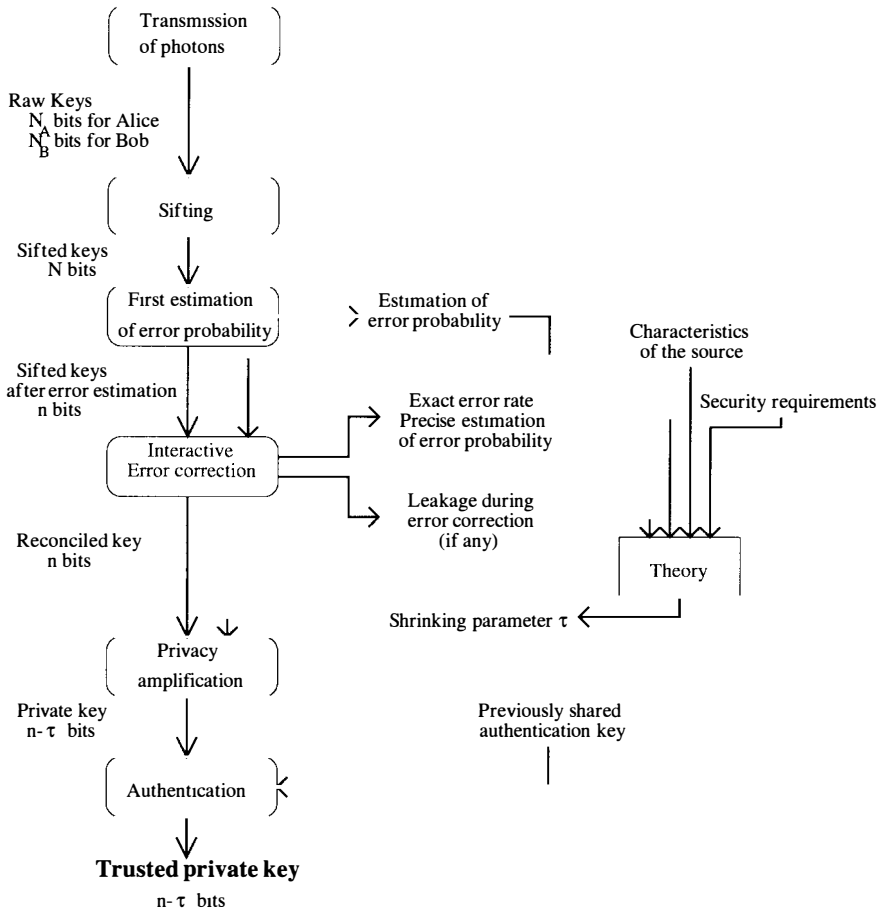 Transmission
of photons
Raw Keys
N_A bits for Alice
N_B bits for Bob
Sifting
Sifted keys
N bits
First estimation
of error probability
Estimation of
error probability
Characteristics
of the source
Sifted keys
after error estimation
n bits
Exact error rate
Precise estimation
of error probability
Security requirements
Interactive
Error correction
Leakage during
error correction
(if any)
Reconciled key
n bits
Theory
Shrinking parameter τ
Privacy
amplification
Private key
n- τ bits
Previously shared
authentication key
Authentication
Trusted private key
n- τ bits